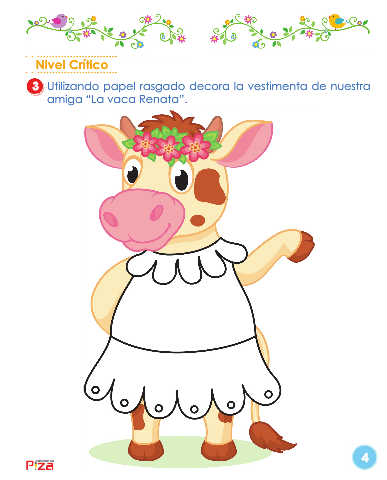 Nivel Crítico
3 Utilizando papel rasgado decora la vestimenta de nuestra
amiga “La vaca Renata”.
PIZA
4